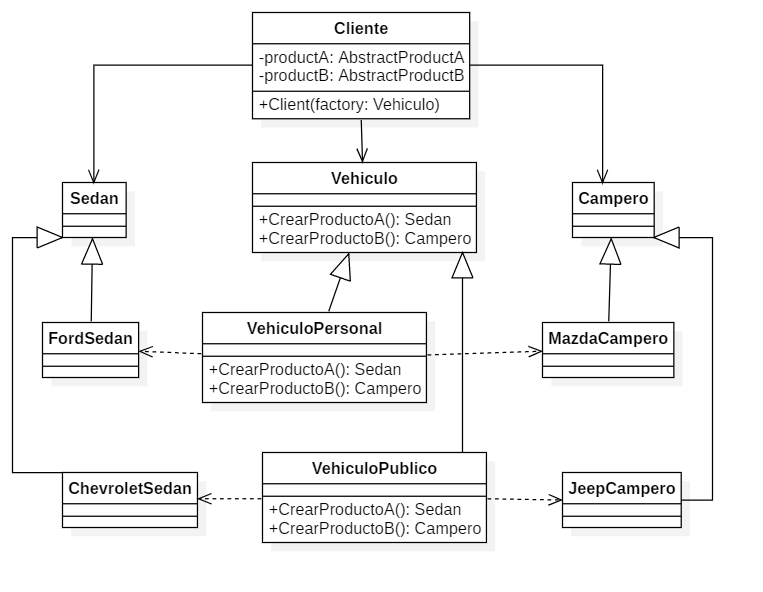 Cliente
-productA: AbstractProductA
-productB: AbstractProductB
+Client(factory: Vehiculo)
Sedan
Vehiculo
+CrearProductoA(): Sedan
+CrearProductoB(): Campero
Campero
FordSedan
VehiculoPersonal
+CrearProductoA(): Sedan
+CrearProductoB(): Campero
MazdaCampero
ChevroletSedan
VehiculoPublico
+CrearProductoA(): Sedan
+CrearProductoB(): Campero
JeepCampero